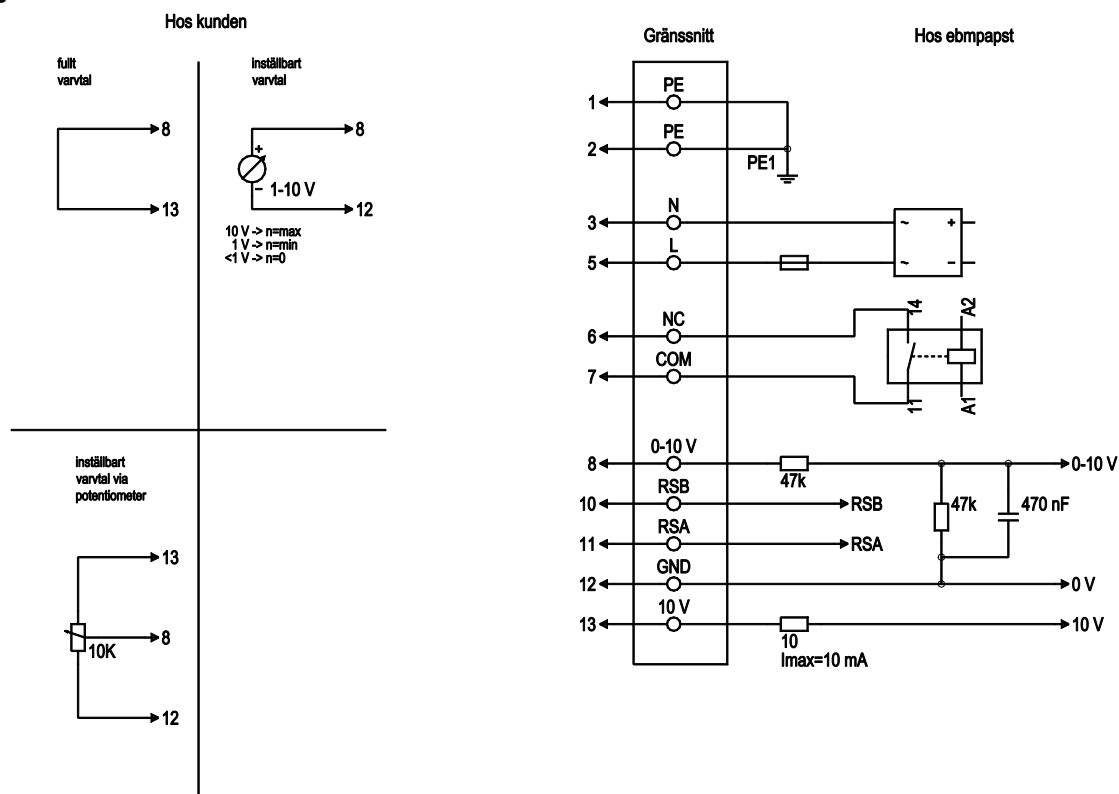 Hos kunden
fullt
varvtal
8
13
inställbart
varvtal
8
+
–
1-10 V
12
10 V -> n=max
1 V -> n=min
<1 V -> n=0
inställbart
varvtal via
potentiometer
13
8
10K
12
Gränssnitt
Hos ebmpapst
1
PE
2
PE
PE1
3
N
~
+
5
L
~
–
14
A2
6
NC
7
COM
11
A1
8
0-10 V
47k
0-10 V
10
RSB
RSB
47k
470 nF
11
RSA
RSA
12
GND
0 V
13
10 V
10
Imax=10 mA
10 V